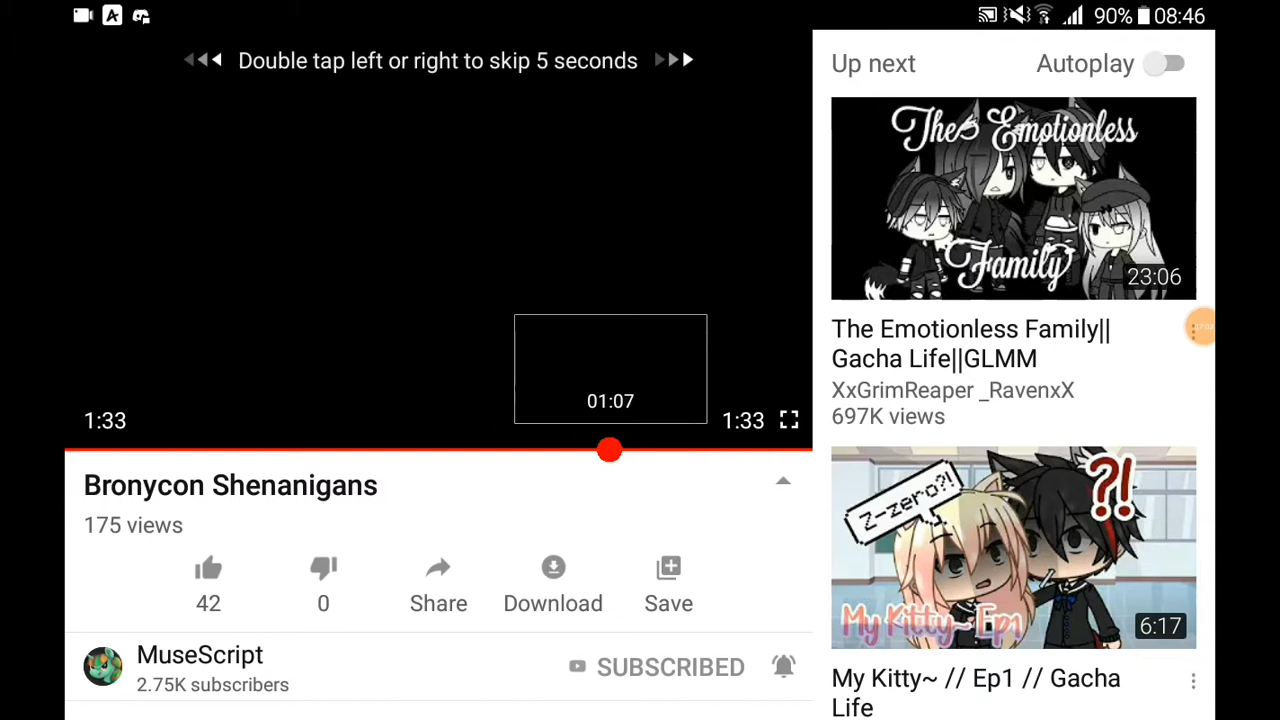 90% 08:46
Double tap left or right to skip 5 seconds
01:07
1:33
1:33
Bronycon Shenanigans
175 views
42
0
Share
Download
Save
MuseScript
2.75K subscribers
SUBSCRIBED
Up next
Autoplay
The Emotionless
Family
23:06
The Emotionless Family||
Gacha Life||GLMM
XxGrimReaper _RavenxX
697K views
Z-zero?!
?!
My Kitty~ Ep1
6:17
My Kitty~ // Ep1 // Gacha
Life